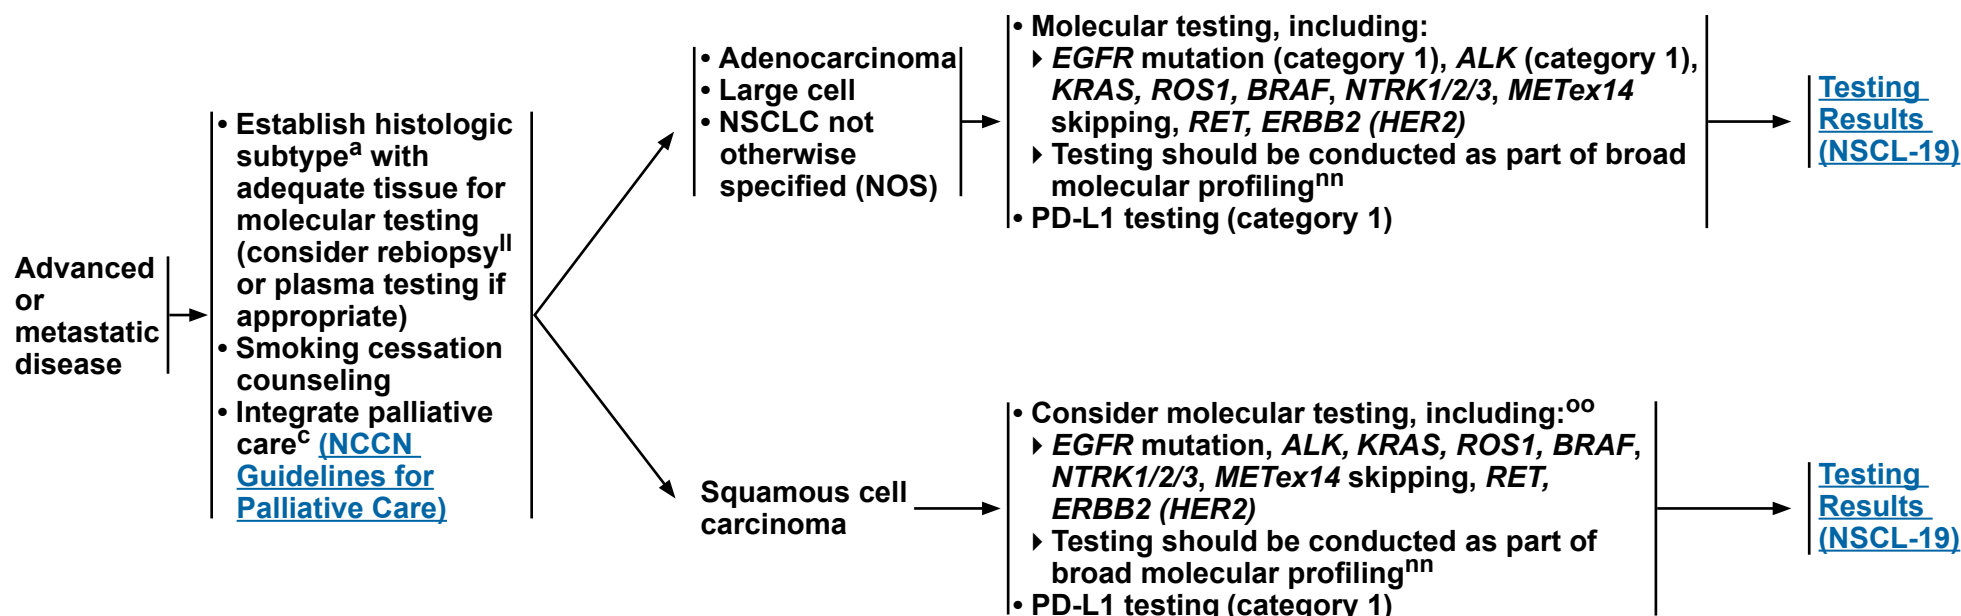 Advanced
or
metastatic
disease
• Establish histologic
subtypeᵃ with
adequate tissue for
molecular testing
(consider rebiopsyˡˡ
or plasma testing if
appropriate)
• Smoking cessation
counseling
• Integrate palliative
careᶜ (NCCN
Guidelines for
Palliative Care)
• Adenocarcinoma
• Large cell
• NSCLC not
otherwise
specified (NOS)
• Molecular testing, including:
EGFR mutation (category 1), ALK (category 1),
KRAS, ROS1, BRAF, NTRK1/2/3, METex14
skipping, RET, ERBB2 (HER2)
Testing should be conducted as part of broad
molecular profilingⁿⁿ
• PD-L1 testing (category 1)
Testing
Results
(NSCL-19)
Squamous cell
carcinoma
• Consider molecular testing, including:ᵒᵒ
EGFR mutation, ALK, KRAS, ROS1, BRAF,
NTRK1/2/3, METex14 skipping, RET,
ERBB2 (HER2)
Testing should be conducted as part of
broad molecular profilingⁿⁿ
• PD-L1 testing (category 1)
Testing
Results
(NSCL-19)